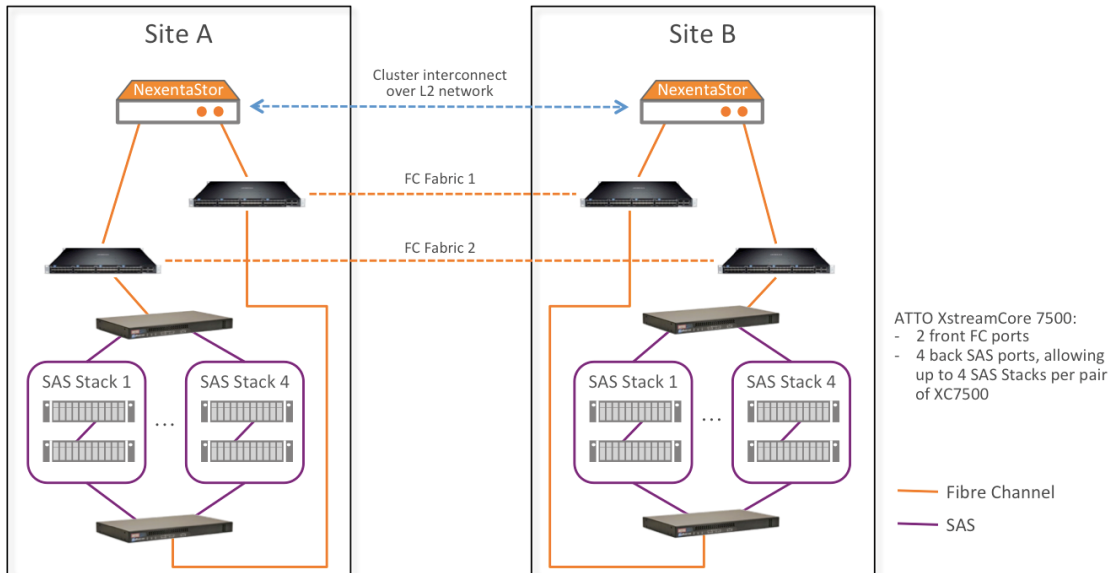 Site A
Site B
NexentaStor
Cluster interconnect
over L2 network
NexentaStor
FC Fabric 1
FC Fabric 2
ATTO XstreamCore 7500:
- 2 front FC ports
- 4 back SAS ports, allowing
up to 4 SAS Stacks per pair
of XC7500
SAS Stack 1
SAS Stack 4
...
SAS Stack 1
SAS Stack 4
...
Fibre Channel
SAS